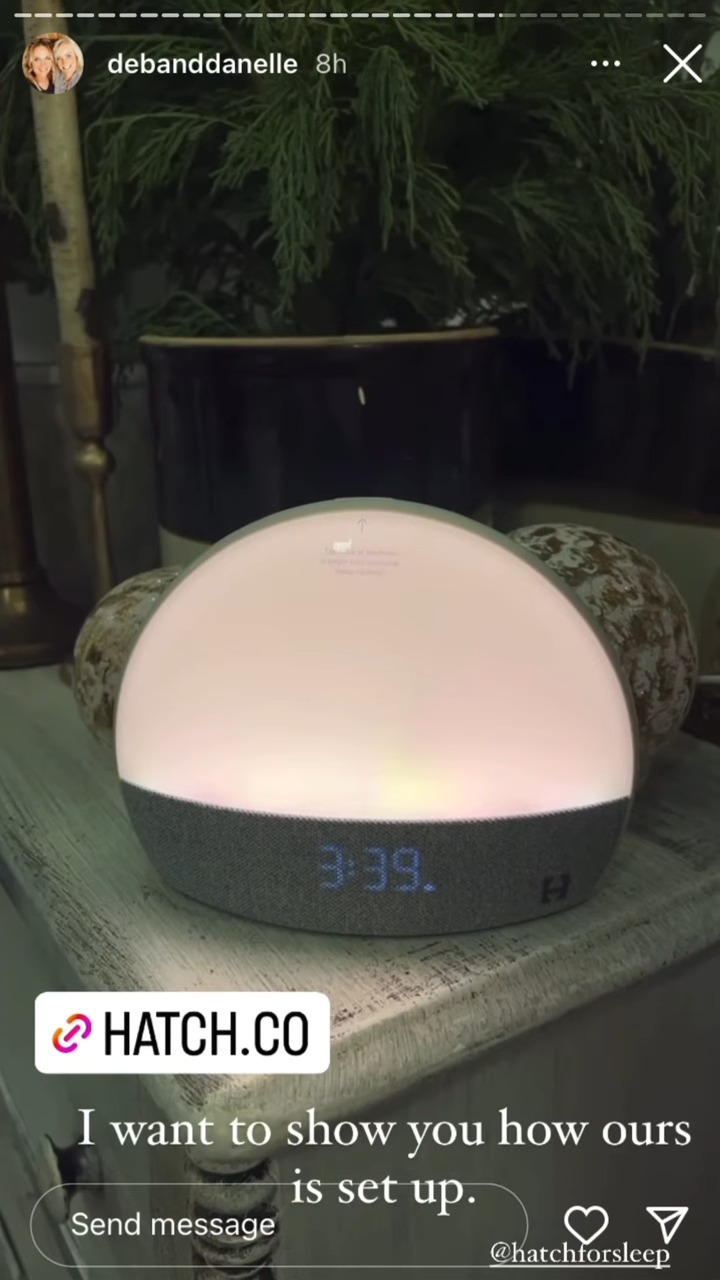 debanddanelle 8h
3:39.
H
HATCH.CO
I want to show you how ours
is set up.
Send message
@hatchforsleep